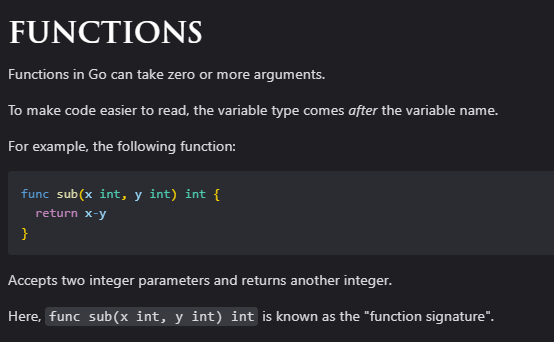 FUNCTIONS
Functions in Go can take zero or more arguments.
To make code easier to read, the variable type comes after the variable name.
For example, the following function:
func sub(x int, y int) int {
  return x-y
}
Accepts two integer parameters and returns another integer.
Here, func sub(x int, y int) int is known as the "function signature".